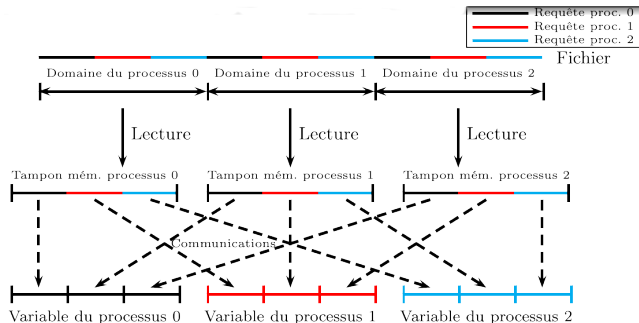 Requête proc. 0
Requête proc. 1
Requête proc. 2
Fichier
Domaine du processus 0
Domaine du processus 1
Domaine du processus 2
Lecture
Lecture
Lecture
Tampon mém. processus 0
Tampon mém. processus 1
Tampon mém. processus 2
Communications
Variable du processus 0
Variable du processus 1
Variable du processus 2